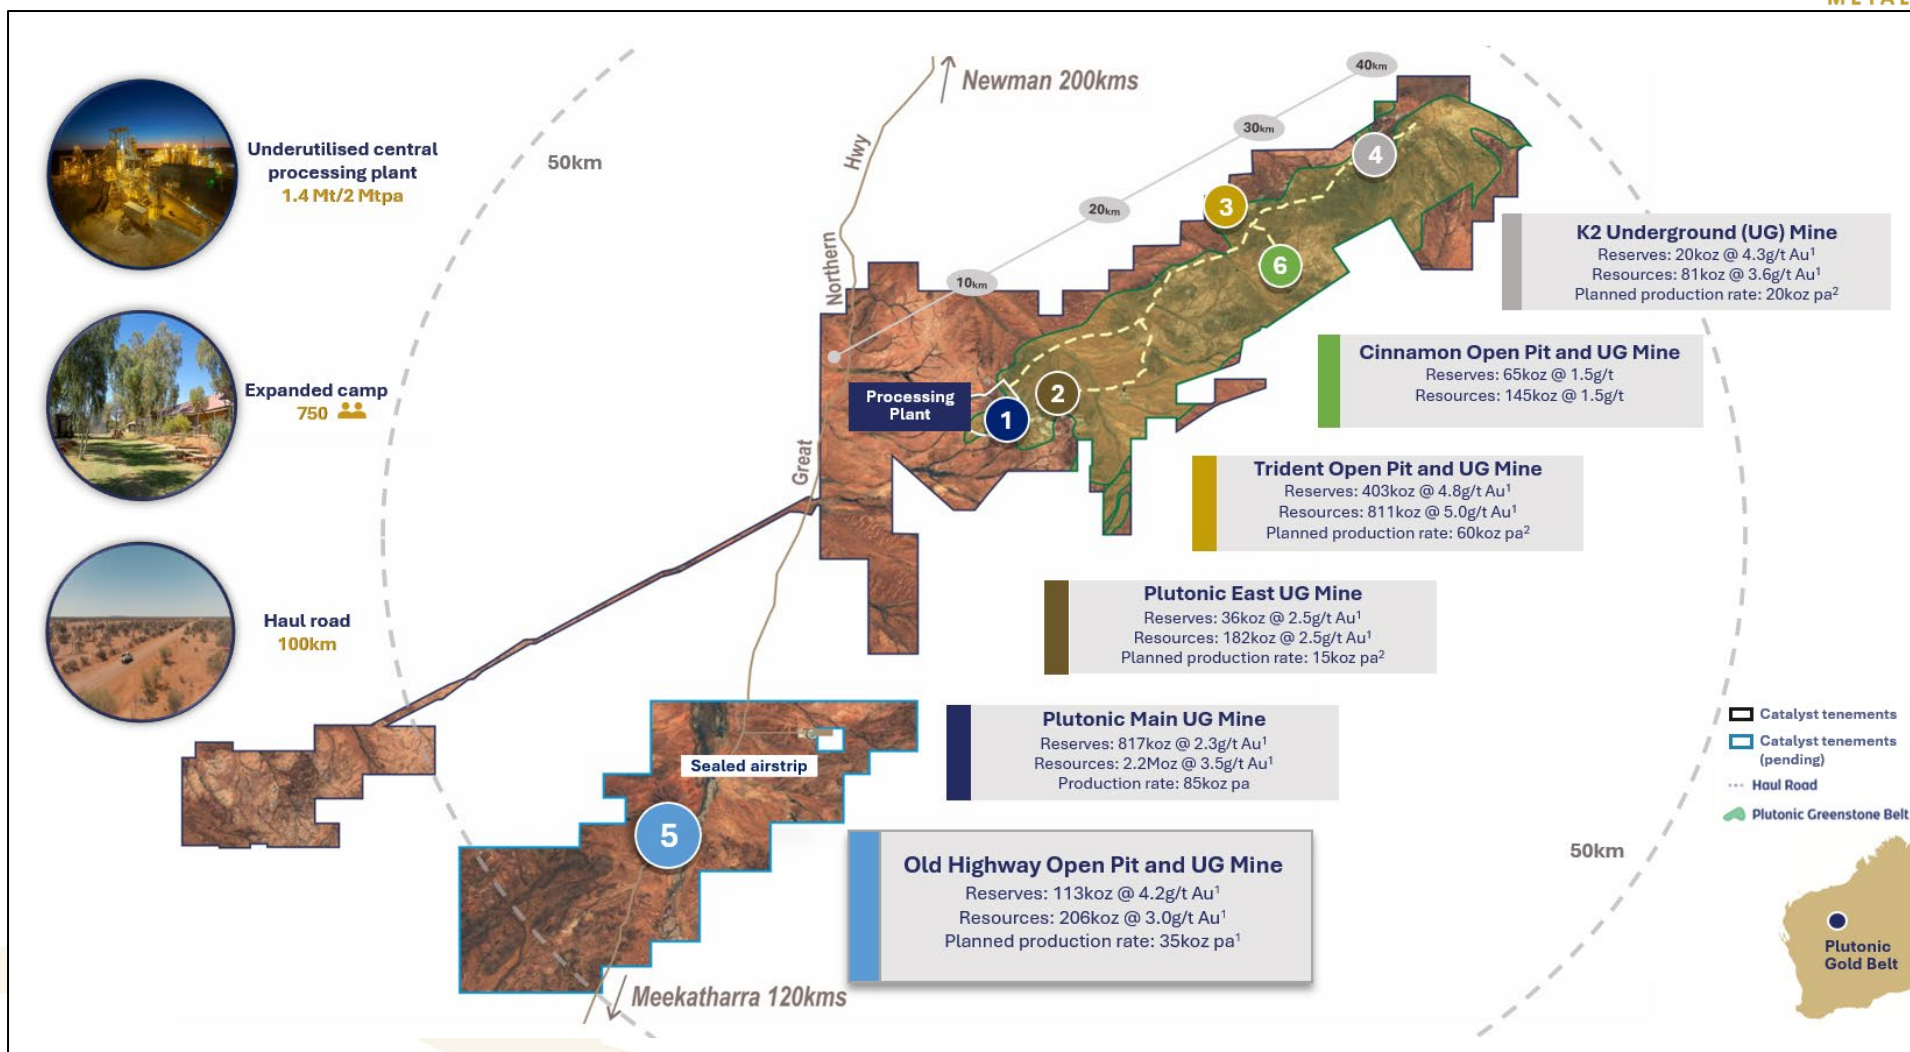 METAL
Newman 200kms
40km
30km
20km
10km
50km
Hwy
Northern
Great
Underutilised central
processing plant
1.4 Mt/2 Mtpa
Expanded camp
750
Haul road
100km
4
3
6
2
1
5
Processing
Plant
K2 Underground (UG) Mine
Reserves: 20koz @ 4.3g/t Au¹
Resources: 81koz @ 3.6g/t Au¹
Planned production rate: 20koz pa²
Cinnamon Open Pit and UG Mine
Reserves: 65koz @ 1.5g/t
Resources: 145koz @ 1.5g/t
Trident Open Pit and UG Mine
Reserves: 403koz @ 4.8g/t Au¹
Resources: 811koz @ 5.0g/t Au¹
Planned production rate: 60koz pa²
Plutonic East UG Mine
Reserves: 36koz @ 2.5g/t Au¹
Resources: 182koz @ 2.5g/t Au¹
Planned production rate: 15koz pa²
Plutonic Main UG Mine
Reserves: 817koz @ 2.3g/t Au¹
Resources: 2.2Moz @ 3.5g/t Au¹
Production rate: 85koz pa
Sealed airstrip
Old Highway Open Pit and UG Mine
Reserves: 113koz @ 4.2g/t Au¹
Resources: 206koz @ 3.0g/t Au¹
Planned production rate: 35koz pa¹
Meekatharra 120kms
50km
Catalyst tenements
Catalyst tenements
(pending)
Haul Road
Plutonic Greenstone Belt
Plutonic
Gold Belt